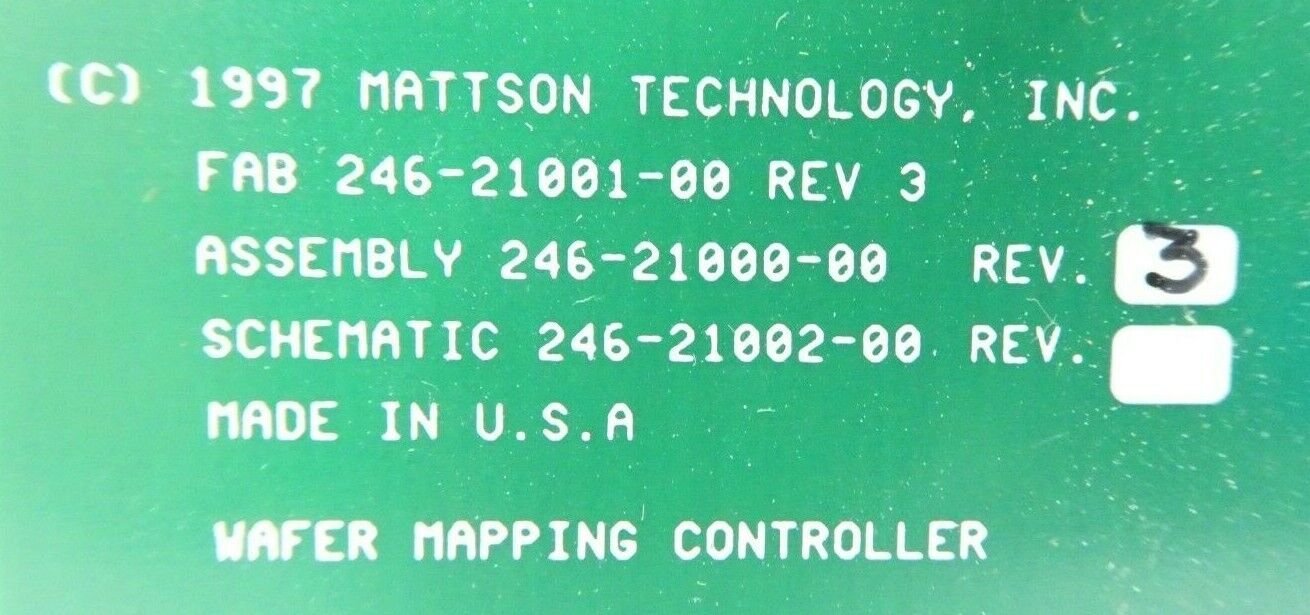 (C) 1997 MATTSON TECHNOLOGY, INC.
FAB 246-21001-00 REV 3
ASSEMBLY 246-21000-00 REV. 3
SCHEMATIC 246-21002-00 REV.
MADE IN U.S.A
WAFER MAPPING CONTROLLER